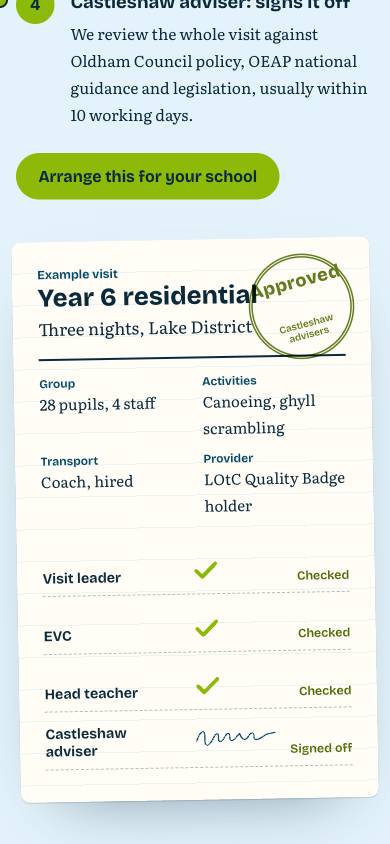 4 Castleshaw adviser: signs it off
We review the whole visit against
Oldham Council policy, OEAP national
guidance and legislation, usually within
10 working days.
Arrange this for your school
Example visit
Year 6 residential
Three nights, Lake District
Approved
Castleshaw
advisers
Group
28 pupils, 4 staff
Activities
Canoeing, ghyll
scrambling
Transport
Coach, hired
Provider
LOtC Quality Badge
holder
Visit leader Checked
EVC Checked
Head teacher Checked
Castleshaw
adviser
Signed off